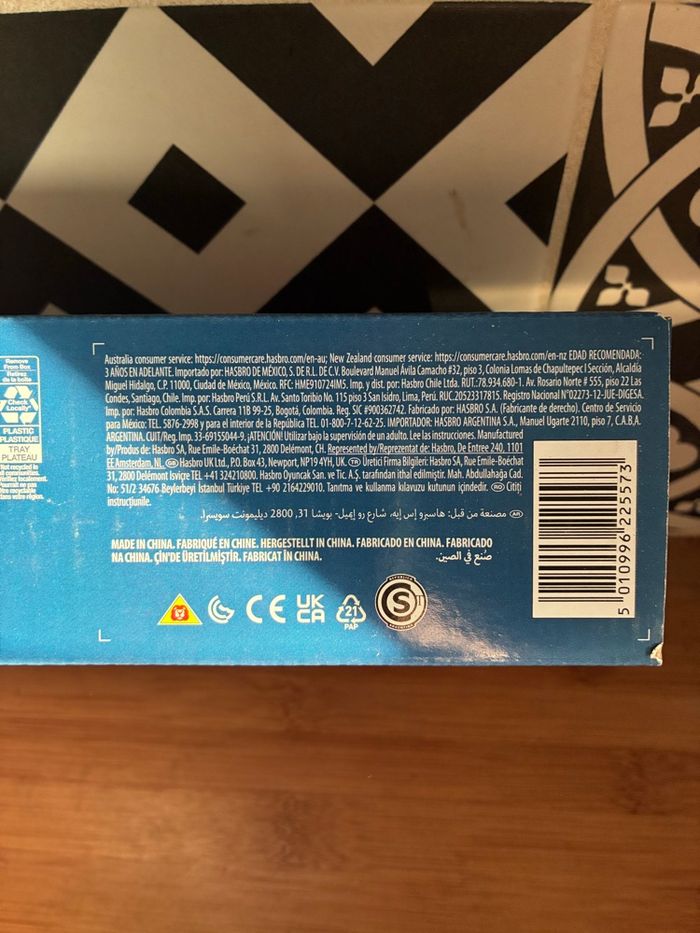 Remove
From Box
Retirez
de la boîte
Check
Locally*
PLASTIC
PLASTIQUE
TRAY
PLATEAU
Australia consumer service: https://consumercare.hasbro.com/en-au; New Zealand consumer service: https://consumercare.hasbro.com/en-nz EDAD RECOMENDADA:
3 AÑOS EN ADELANTE. Importado por: HASBRO DE MÉXICO, S. DE R.L. DE C.V. Boulevard Manuel Ávila Camacho #32, piso 3, Colonia Lomas de Chapultepec I Sección, Alcaldía
Miguel Hidalgo, C.P. 11000, Ciudad de México, México. RFC: HME910724IM5. Imp. y dist. por: Hasbro Chile Ltda. RUT.:78.934.680-1. Av. Rosario Norte # 555, piso 22 Las
Condes, Santiago, Chile. Imp. por: Hasbro Perú S.R.L. Av. Santo Toribio No. 115 piso 3 San Isidro, Lima, Perú. RUC.20523317815. Registro Nacional N°02273-12-JUE-DIGESA.
Imp. por: Hasbro Colombia S.A.S. Carrera 11B 99-25, Bogotá, Colombia. Reg. SIC #900362742. Fabricado por: HASBRO S.A. (Fabricante de derecho). Centro de Servicio
para México: TEL. 5876-2998 y para el interior de la República TEL. 01-800-7-12-62-25. IMPORTADOR: HASBRO ARGENTINA S.A., Manuel Ugarte 2110, piso 7, C.A.B.A.
ARGENTINA. CUIT/Reg. Imp. 33-69155044-9. ¡ATENCIÓN! Utilizar bajo la supervisión de un adulto. Lee las instrucciones. Manufactured
by/Produs de: Hasbro SA, Rue Emile-Boéchat 31, 2800 Delémont, CH. Represented by/Reprezentat de: Hasbro, De Entree 240, 1101
EE Amsterdam, NL. GB Hasbro UK Ltd., P.O. Box 43, Newport, NP19 4YH, UK. TR Üretici Firma Bilgileri: Hasbro SA, Rue Emile-Boéchat
31, 2800 Delémont İsviçre TEL +41 324210800. Hasbro Oyuncak San. ve Tic. A.Ş. tarafından ithal edilmiştir. Mah. Abdullahağa Cad.
No: 51/2 34676 Beylerbeyi İstanbul Türkiye TEL +90 2164229010. Tanıtma ve kullanma kılavuzu kutunun içindedir. RO Citiți
instrucțiunile.
AR مصنعة من قبل: هاسبرو إس إيه، شارع رو إميل- بويشا 31, 2800 ديليمونت سويسرا.
MADE IN CHINA. FABRIQUÉ EN CHINE. HERGESTELLT IN CHINA. FABRICADO EN CHINA. FABRICADO
NA CHINA. ÇİN'DE ÜRETİLMİŞTİR. FABRICAT ÎN CHINA.
صُنع في الصين.
CE
UK
CA
21
PAP
S
5 010996 225573